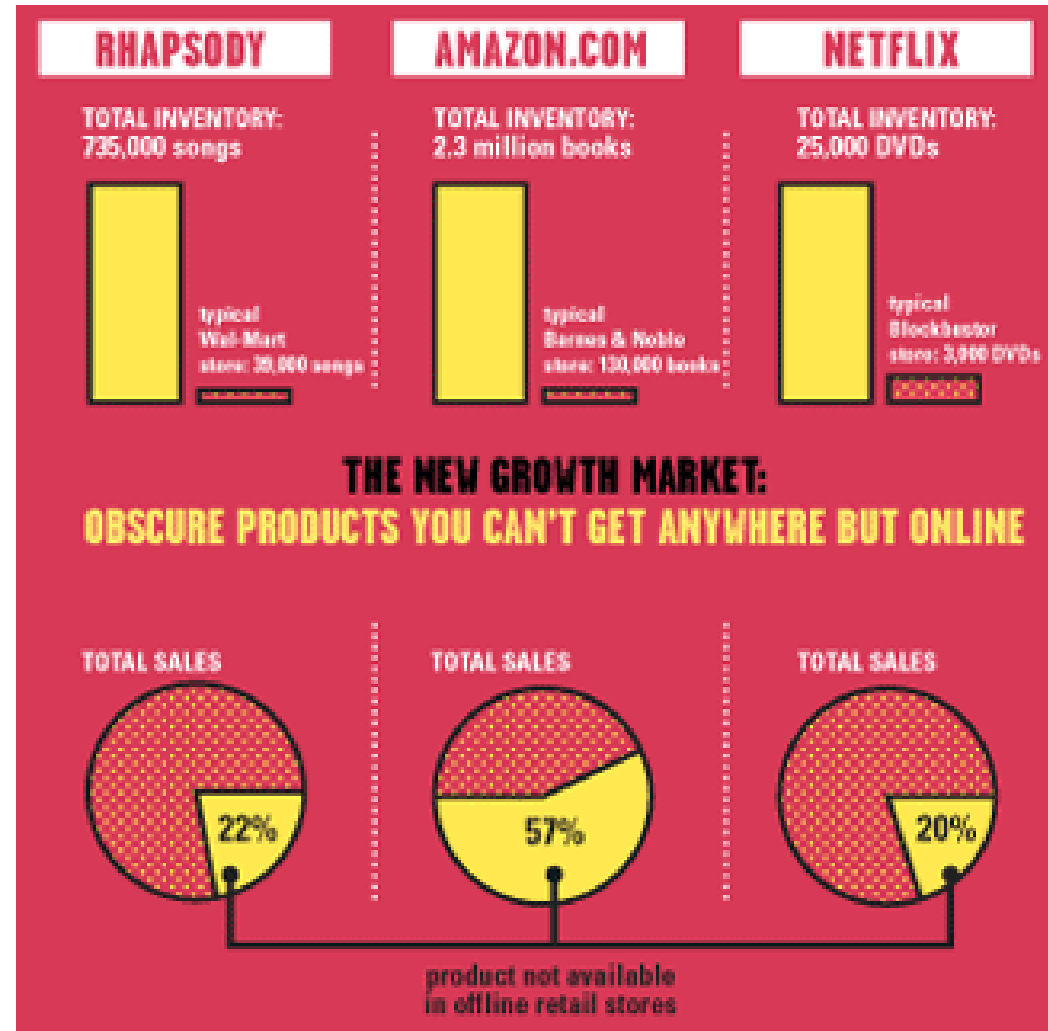 RHAPSODY
TOTAL INVENTORY:
735,000 songs
typical
Wal-Mart
store: 39,000 songs
AMAZON.COM
TOTAL INVENTORY:
2.3 million books
typical
Barnes & Noble
store: 130,000 books
NETFLIX
TOTAL INVENTORY:
25,000 DVDs
typical
Blockbuster
store: 3,000 DVDs
THE NEW GROWTH MARKET:
OBSCURE PRODUCTS YOU CAN'T GET ANYWHERE BUT ONLINE
TOTAL SALES
22%
TOTAL SALES
57%
TOTAL SALES
20%
product not available
in offline retail stores